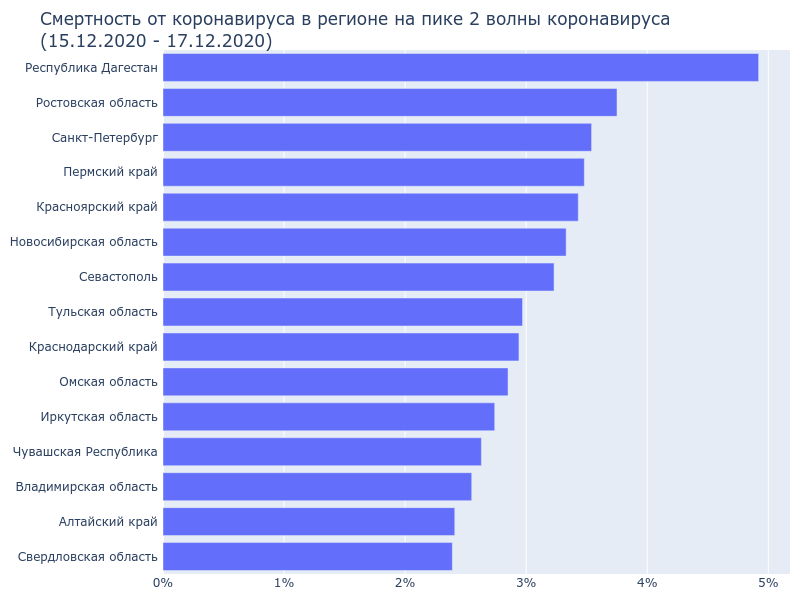 Смертность от коронавируса в регионе на пике 2 волны коронавируса
(15.12.2020 - 17.12.2020)
Республика Дагестан
Ростовская область
Санкт-Петербург
Пермский край
Красноярский край
Новосибирская область
Севастополь
Тульская область
Краснодарский край
Омская область
Иркутская область
Чувашская Республика
Владимирская область
Алтайский край
Свердловская область
0% 1% 2% 3% 4% 5%